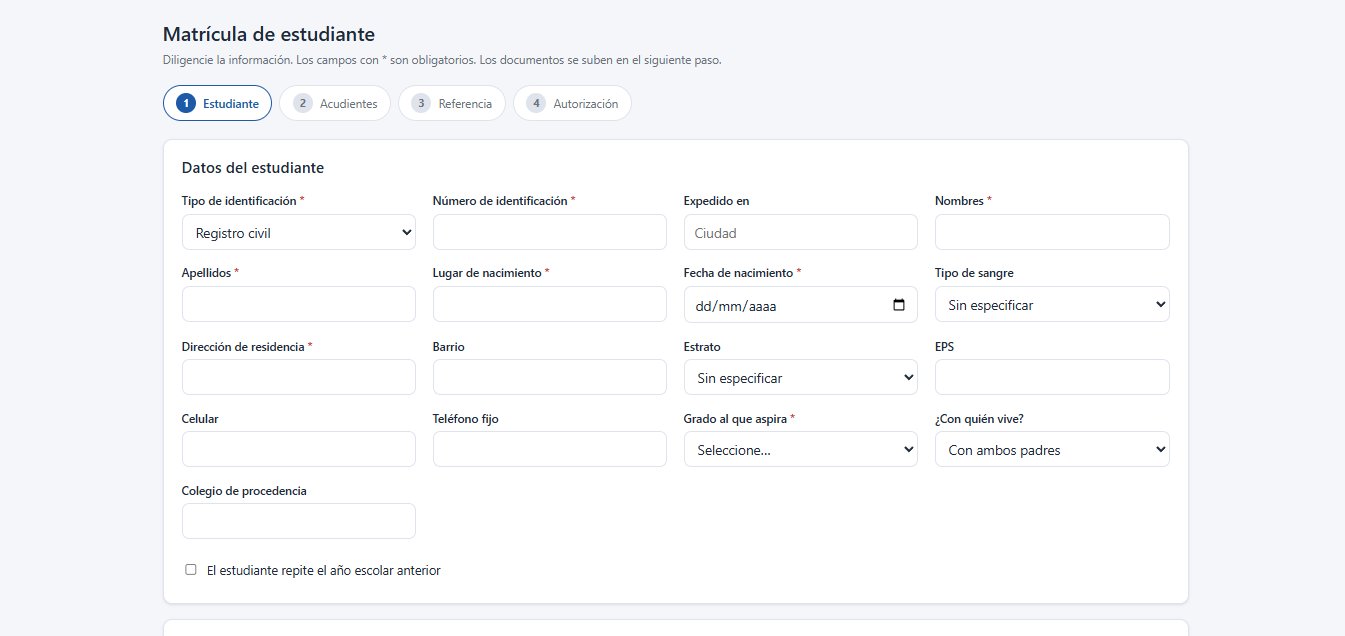 Matrícula de estudiante
Diligencie la información. Los campos con * son obligatorios. Los documentos se suben en el siguiente paso.
1 Estudiante 2 Acudientes 3 Referencia 4 Autorización
Datos del estudiante
Tipo de identificación * Número de identificación * Expedido en Nombres *
Registro civil Ciudad
Apellidos * Lugar de nacimiento * Fecha de nacimiento * Tipo de sangre
dd/mm/aaaa Sin especificar
Dirección de residencia * Barrio Estrato EPS
Sin especificar
Celular Teléfono fijo Grado al que aspira * ¿Con quién vive?
Seleccione... Con ambos padres
Colegio de procedencia
El estudiante repite el año escolar anterior